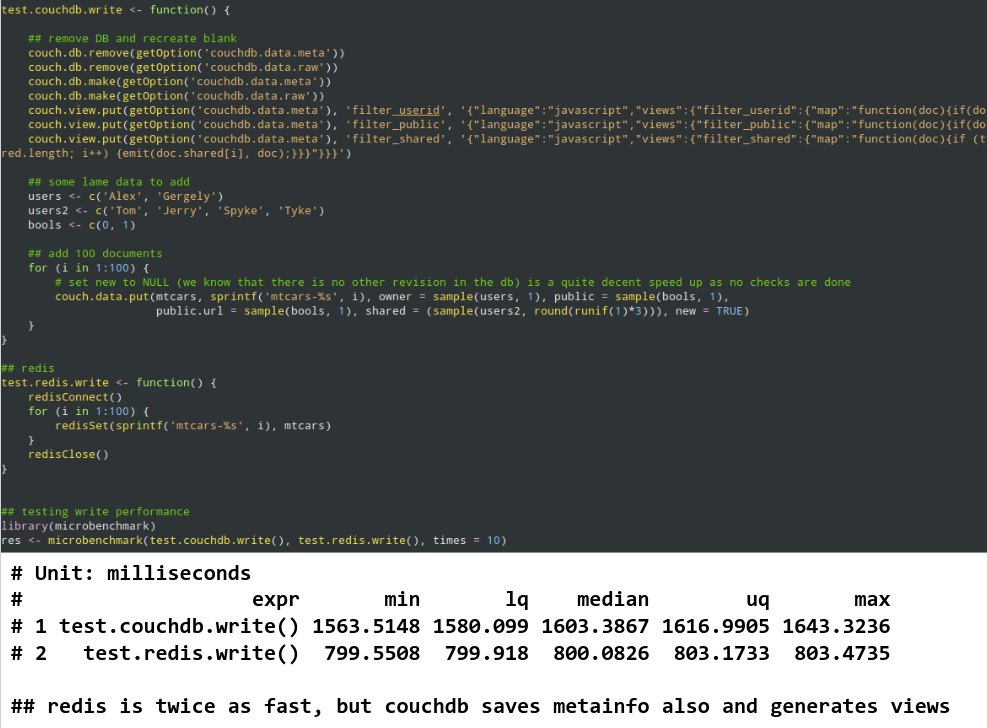 test.couchdb.write <- function() {
## remove DB and recreate blank
couch.db.remove(getOption('couchdb.data.meta'))
couch.db.remove(getOption('couchdb.data.raw'))
couch.db.make(getOption('couchdb.data.meta'))
couch.db.make(getOption('couchdb.data.raw'))
couch.view.put(getOption('couchdb.data.meta'), 'filter_userid', '{"language":"javascript","views":{"filter_userid":{"map":"function(doc){if(do
couch.view.put(getOption('couchdb.data.meta'), 'filter_public', '{"language":"javascript","views":{"filter_public":{"map":"function(doc){if(do
couch.view.put(getOption('couchdb.data.meta'), 'filter_shared', '{"language":"javascript","views":{"filter_shared":{"map":"function(doc){if (t
red.length; i++) {emit(doc.shared[i], doc);}}}"}}}')
## some lame data to add
users <- c('Alex', 'Gergely')
users2 <- c('Tom', 'Jerry', 'Spyke', 'Tyke')
bools <- c(0, 1)
## add 100 documents
for (i in 1:100) {
# set new to NULL (we know that there is no other revision in the db) is a quite decent speed up as no checks are done
couch.data.put(mtcars, sprintf('mtcars-%s', i), owner = sample(users, 1), public = sample(bools, 1),
public.url = sample(bools, 1), shared = (sample(users2, round(runif(1)*3))), new = TRUE)
}
}
## redis
test.redis.write <- function() {
redisConnect()
for (i in 1:100) {
redisSet(sprintf('mtcars-%s', i), mtcars)
}
redisClose()
}
## testing write performance
library(microbenchmark)
res <- microbenchmark(test.couchdb.write(), test.redis.write(), times = 10)
# Unit: milliseconds
# expr min lq median uq max
# 1 test.couchdb.write() 1563.5148 1580.099 1603.3867 1616.9905 1643.3236
# 2 test.redis.write() 799.5508 799.918 800.0826 803.1733 803.4735
## redis is twice as fast, but couchdb saves metainfo also and generates views